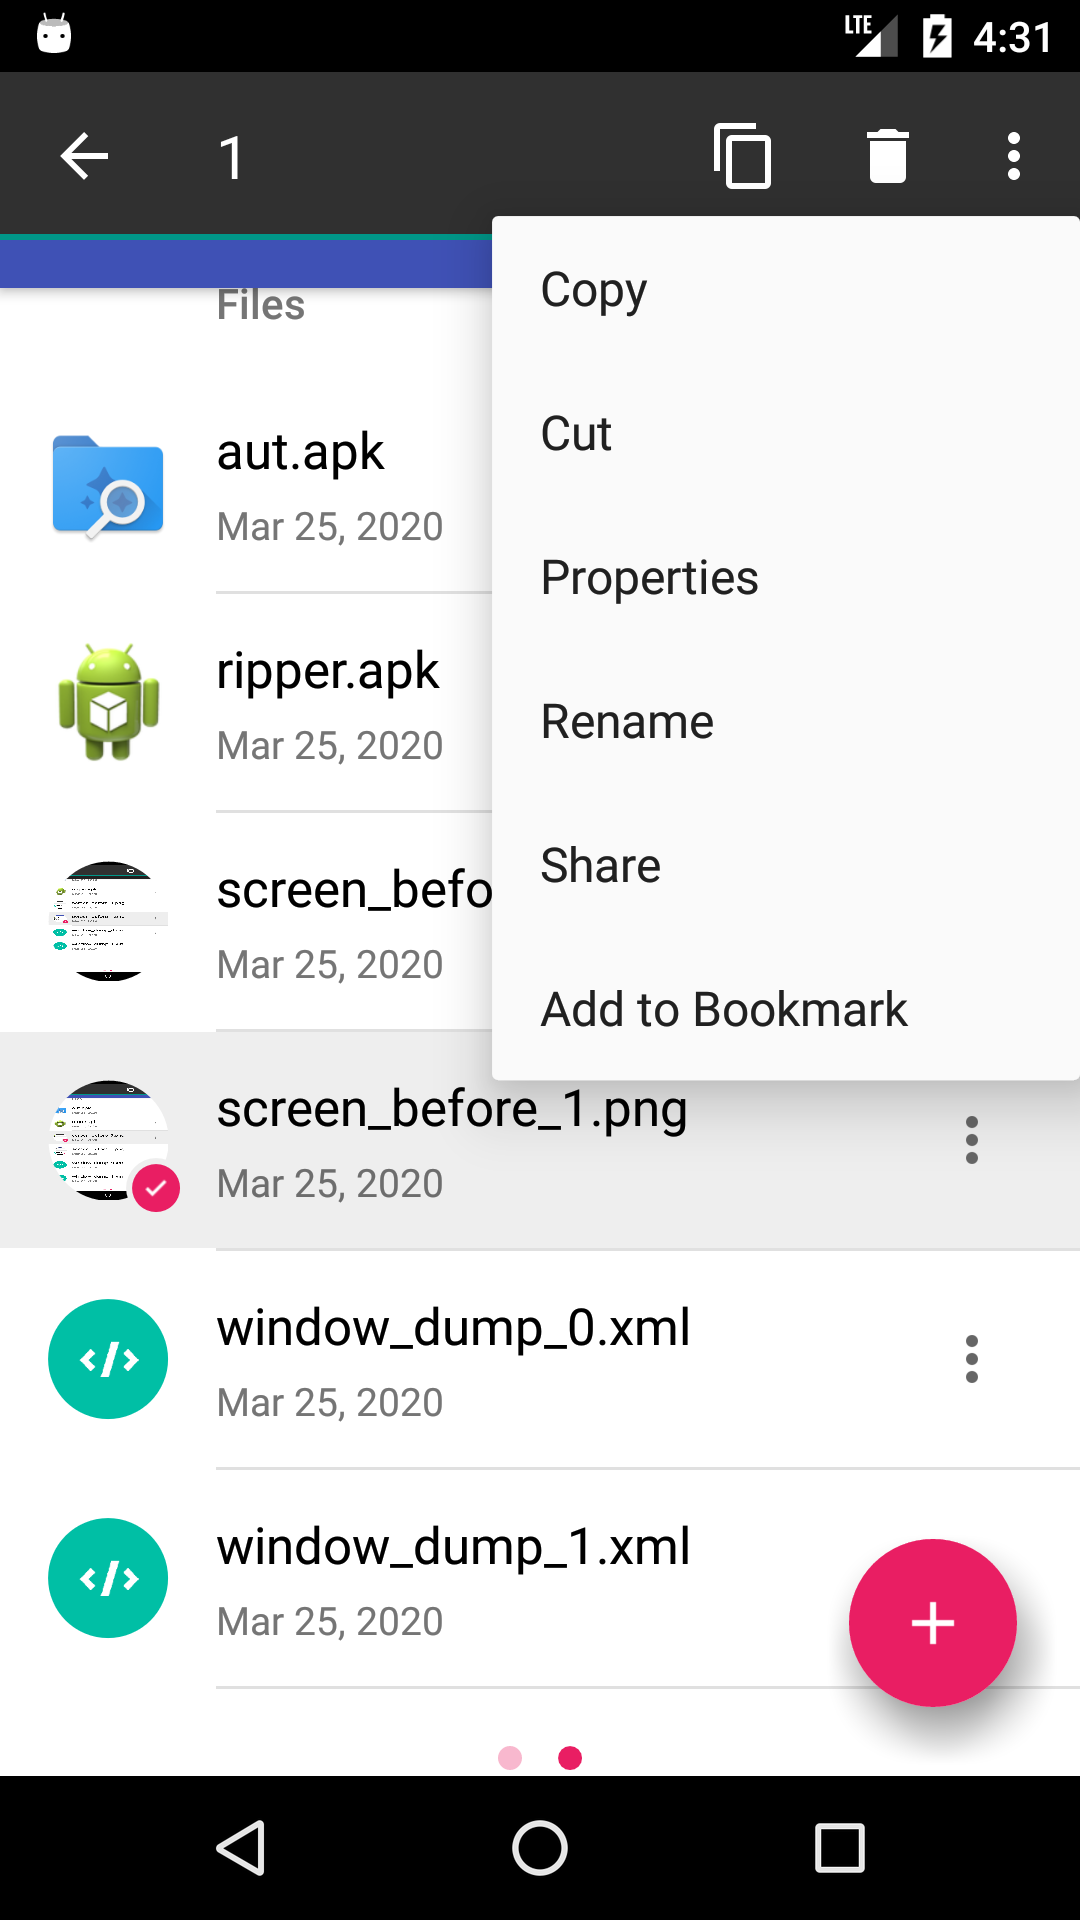 LTE 4:31
1
Copy
Files
Cut
aut.apk
Mar 25, 2020
Properties
ripper.apk
Rename
Mar 25, 2020
Share
screen_befo
Mar 25, 2020
Add to Bookmark
screen_before_1.png
Mar 25, 2020
window_dump_0.xml
Mar 25, 2020
window_dump_1.xml
Mar 25, 2020